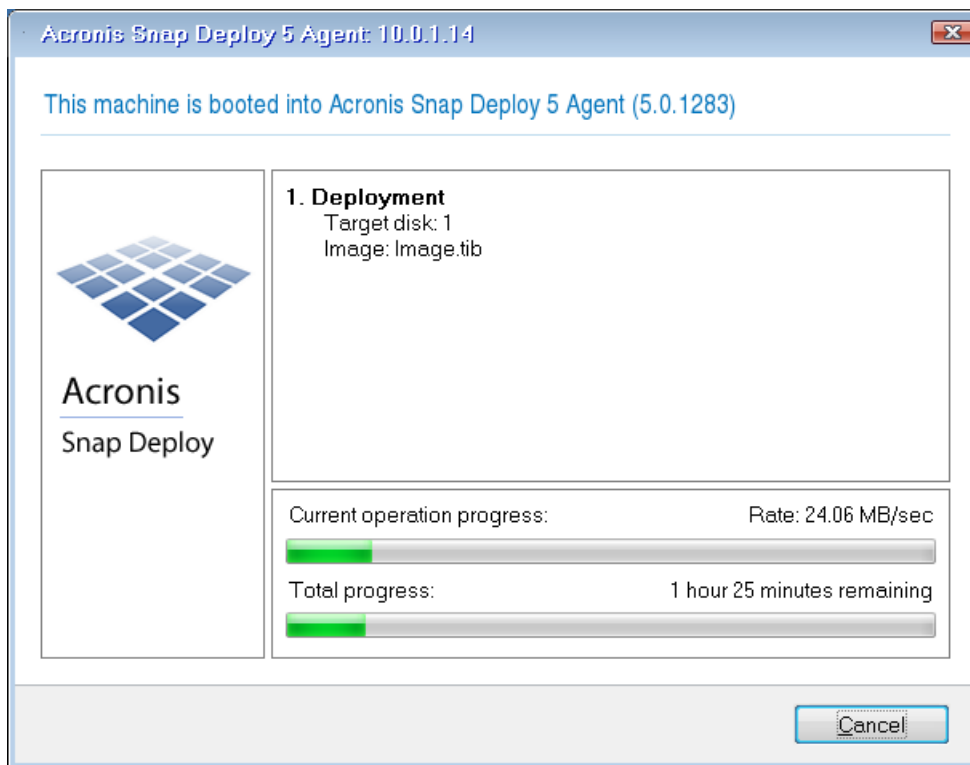 Acronis Snap Deploy 5 Agent: 10.0.1.14
This machine is booted into Acronis Snap Deploy 5 Agent (5.0.1283)
Acronis
Snap Deploy
1. Deployment
Target disk: 1
Image: Image.tib
Current operation progress: Rate: 24.06 MB/sec
Total progress: 1 hour 25 minutes remaining
Cancel